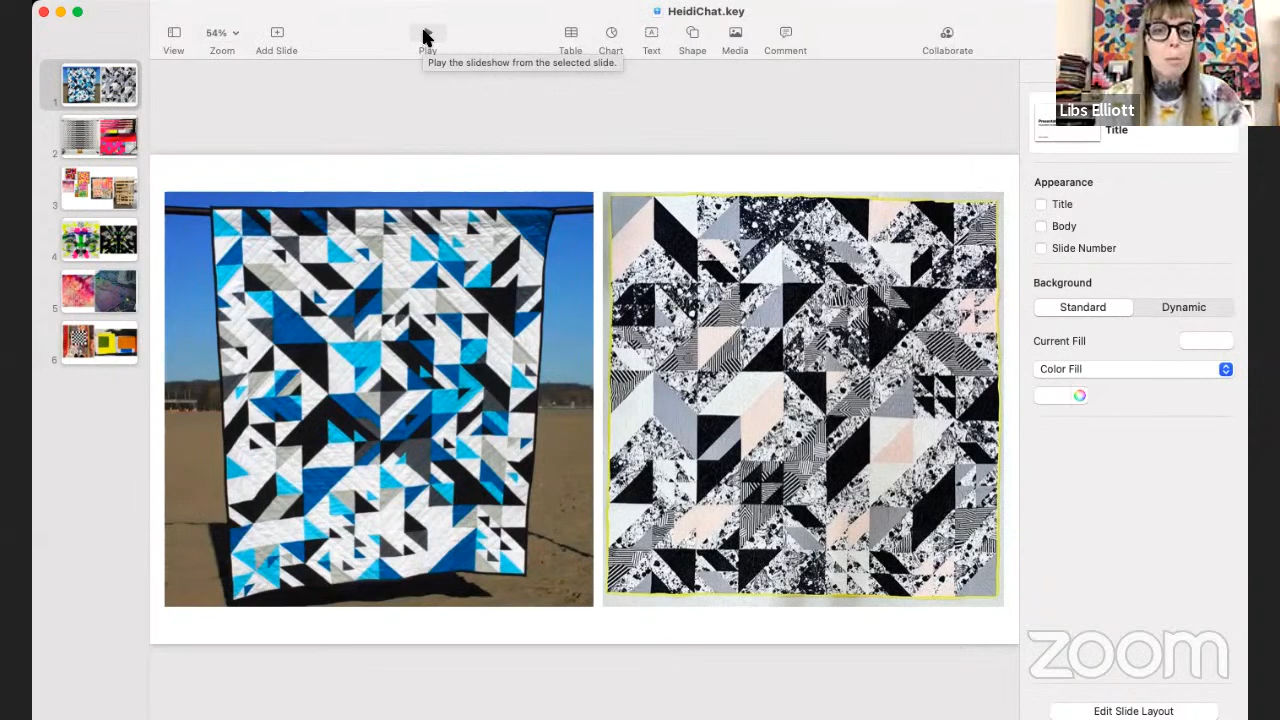 HeidiChat.key
View
54%
Zoom
Add Slide
Play
Table
Chart
Text
Shape
Media
Comment
Collaborate
Play the slideshow from the selected slide.
Libs Elliott
Title
1
2
3
4
5
6
Appearance
Title
Body
Slide Number
Background
Standard
Dynamic
Current Fill
Color Fill
zoom
Edit Slide Layout